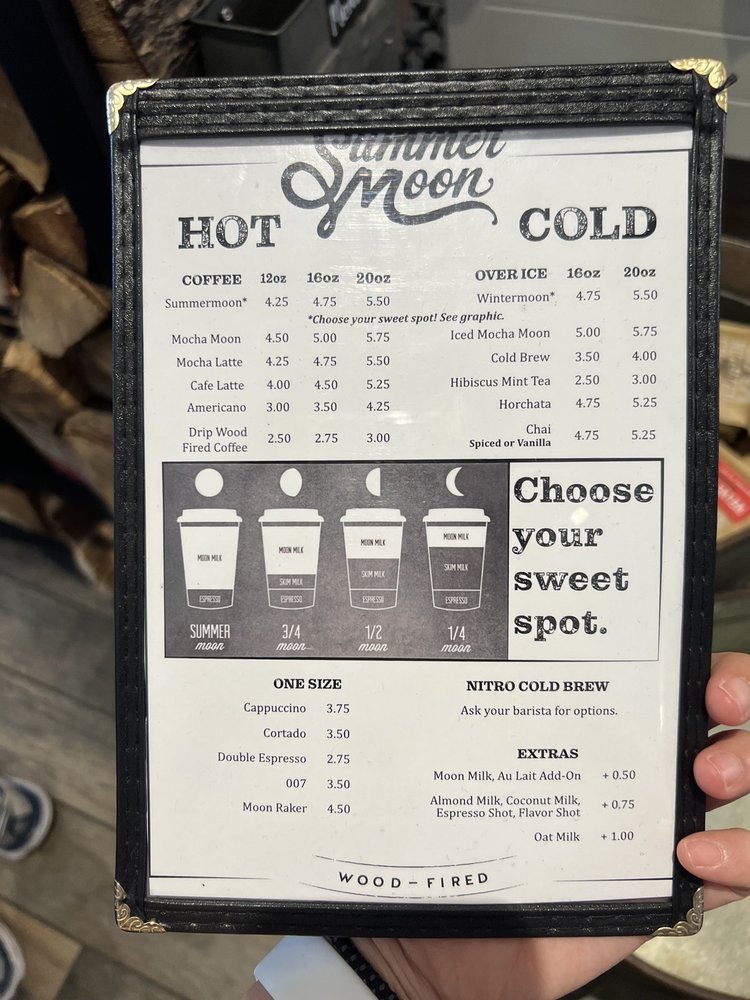 Summer
Moon
HOT
COLD
COFFEE 12oz 16oz 20oz
Summermoon* 4.25 4.75 5.50
OVER ICE 16oz 20oz
Wintermoon* 4.75 5.50
*Choose your sweet spot! See graphic.
Mocha Moon 4.50 5.00 5.75
Mocha Latte 4.25 4.75 5.50
Cafe Latte 4.00 4.50 5.25
Americano 3.00 3.50 4.25
Drip Wood
Fired Coffee 2.50 2.75 3.00
Iced Mocha Moon 5.00 5.75
Cold Brew 3.50 4.00
Hibiscus Mint Tea 2.50 3.00
Horchata 4.75 5.25
Chai
Spiced or Vanilla 4.75 5.25
MOON MILK
ESPRESSO
SUMMER
moon
MOON MILK
SKIM MILK
ESPRESSO
3/4
moon
MOON MILK
SKIM MILK
ESPRESSO
1/2
moon
MOON MILK
SKIM MILK
ESPRESSO
1/4
moon
Choose
your
sweet
spot.
ONE SIZE
Cappuccino 3.75
Cortado 3.50
Double Espresso 2.75
007 3.50
Moon Raker 4.50
NITRO COLD BREW
Ask your barista for options.
EXTRAS
Moon Milk, Au Lait Add-On + 0.50
Almond Milk, Coconut Milk,
Espresso Shot, Flavor Shot + 0.75
Oat Milk + 1.00
WOOD-FIRED